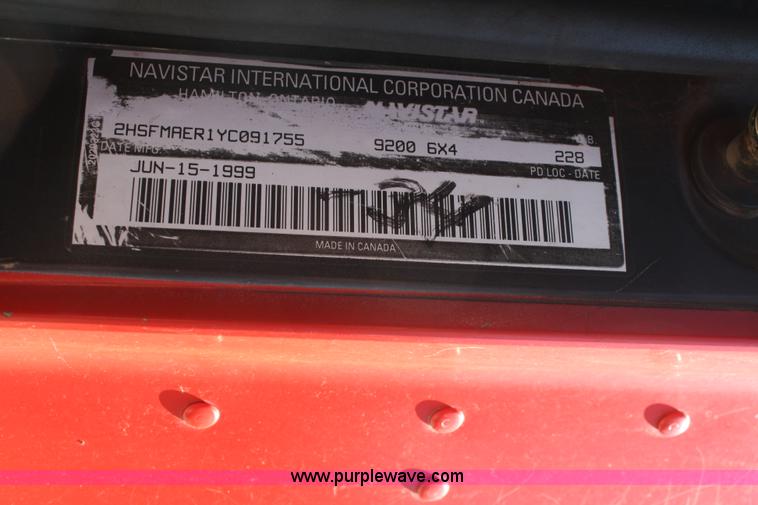 NAVISTAR INTERNATIONAL CORPORATION CANADA
HAMILTON, ONTARIO NAVISTAR
2HSFMAER1YC091755 9200 6X4 228
DATE MFG. PD LOC - DATE
JUN-15-1999
MADE IN CANADA
www.purplewave.com